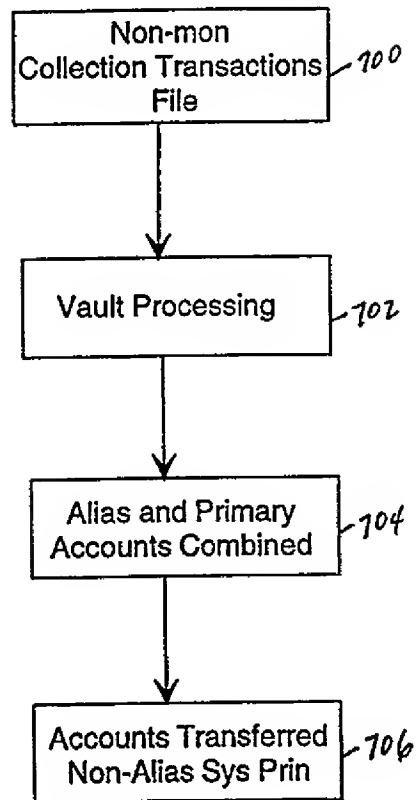 Non-mon
Collection Transactions
File
700
Vault Processing
702
Alias and Primary
Accounts Combined
704
Accounts Transferred
Non-Alias Sys Prin
706